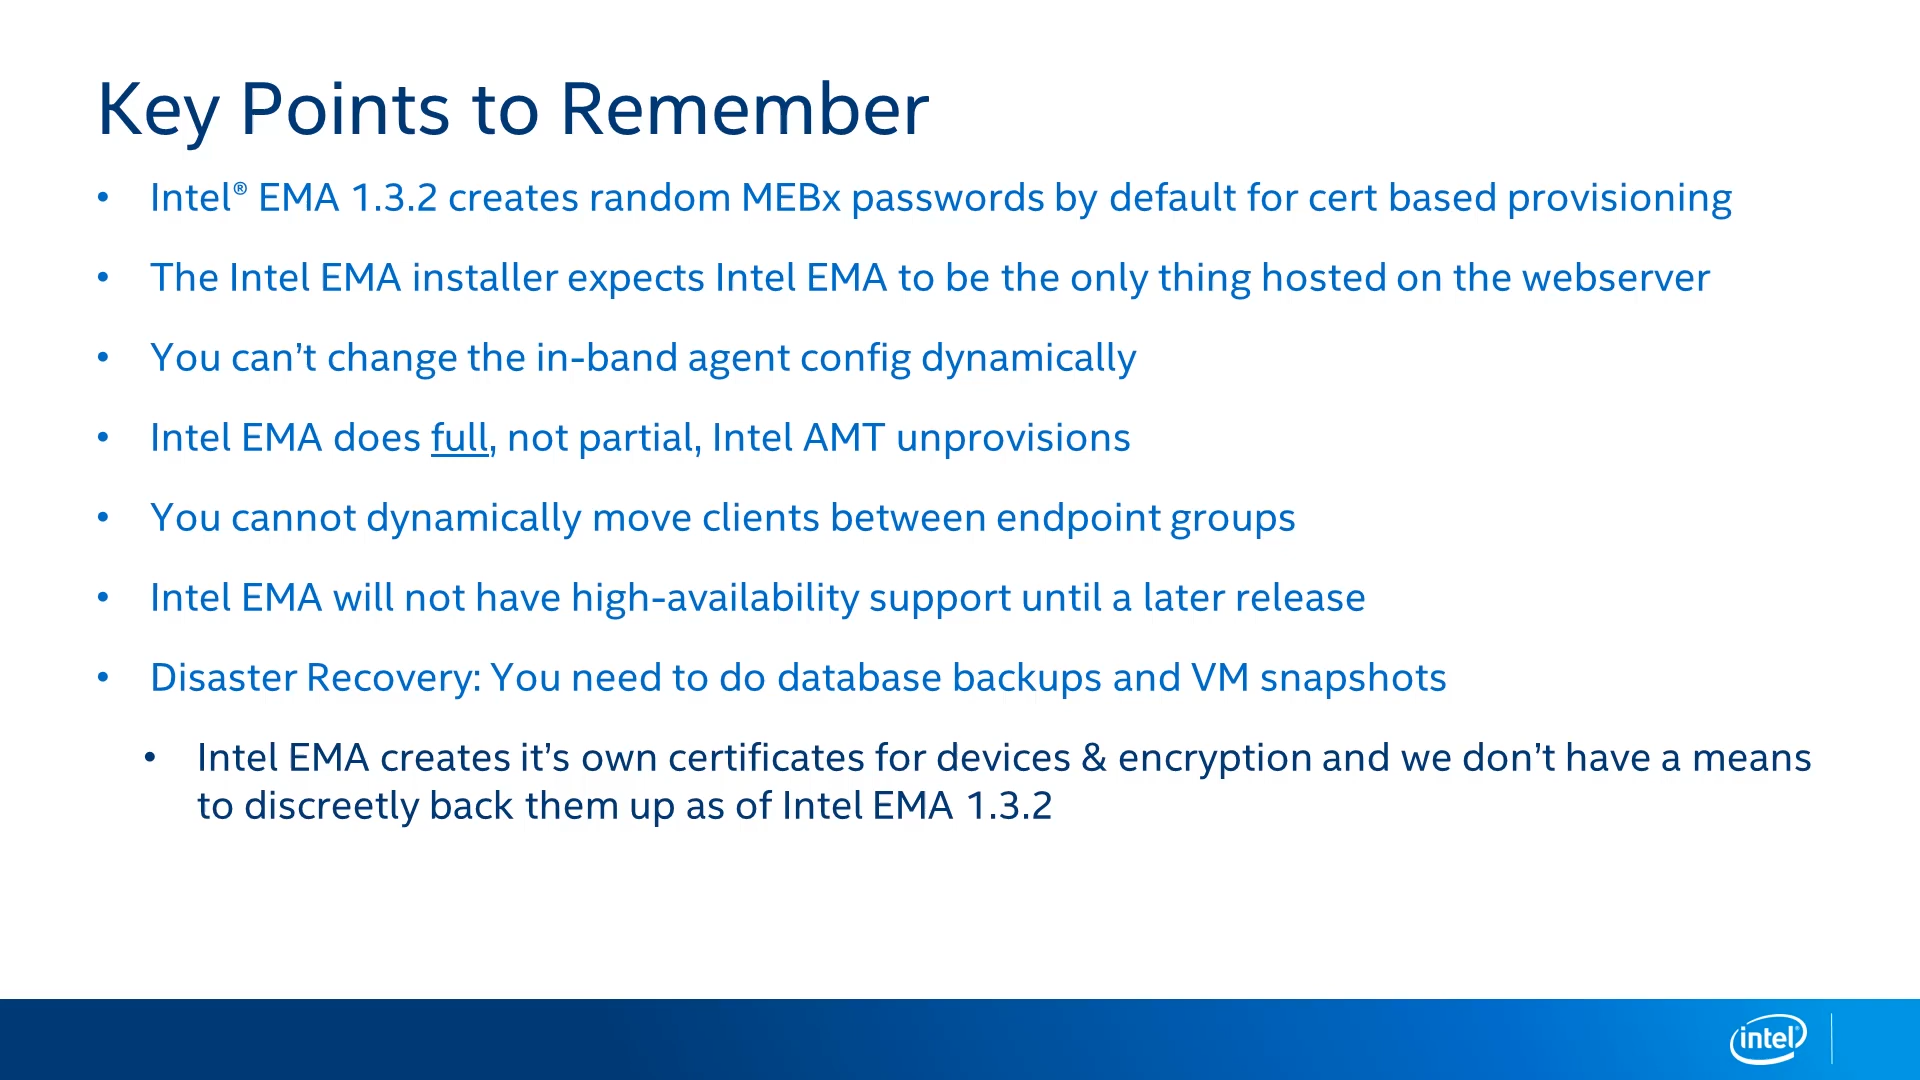 Key Points to Remember
• Intel® EMA 1.3.2 creates random MEBx passwords by default for cert based provisioning
• The Intel EMA installer expects Intel EMA to be the only thing hosted on the webserver
• You can’t change the in-band agent config dynamically
• Intel EMA does full, not partial, Intel AMT unprovisions
• You cannot dynamically move clients between endpoint groups
• Intel EMA will not have high-availability support until a later release
• Disaster Recovery: You need to do database backups and VM snapshots
• Intel EMA creates it’s own certificates for devices & encryption and we don’t have a means
to discreetly back them up as of Intel EMA 1.3.2
intel®